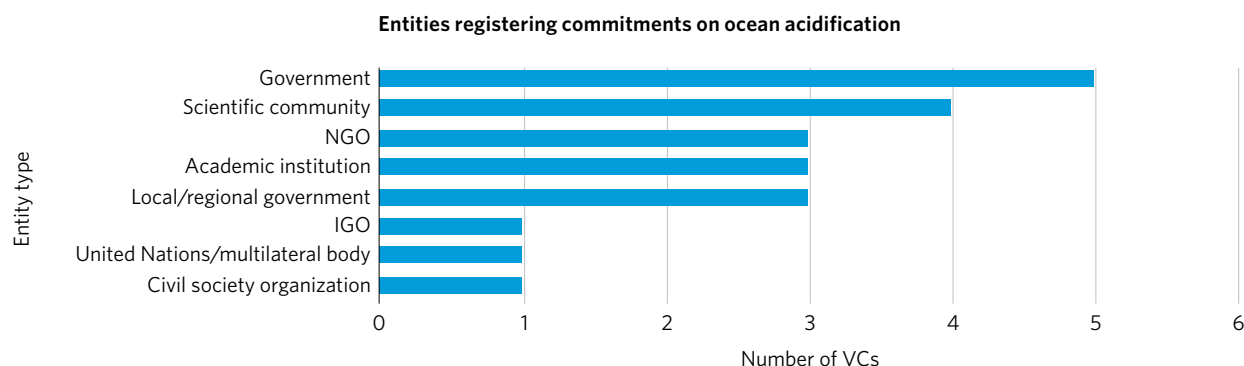 Entities registering commitments on ocean acidification
Entity type
Government
Scientific community
NGO
Academic institution
Local/regional government
IGO
United Nations/multilateral body
Civil society organization
0 1 2 3 4 5 6
Number of VCs